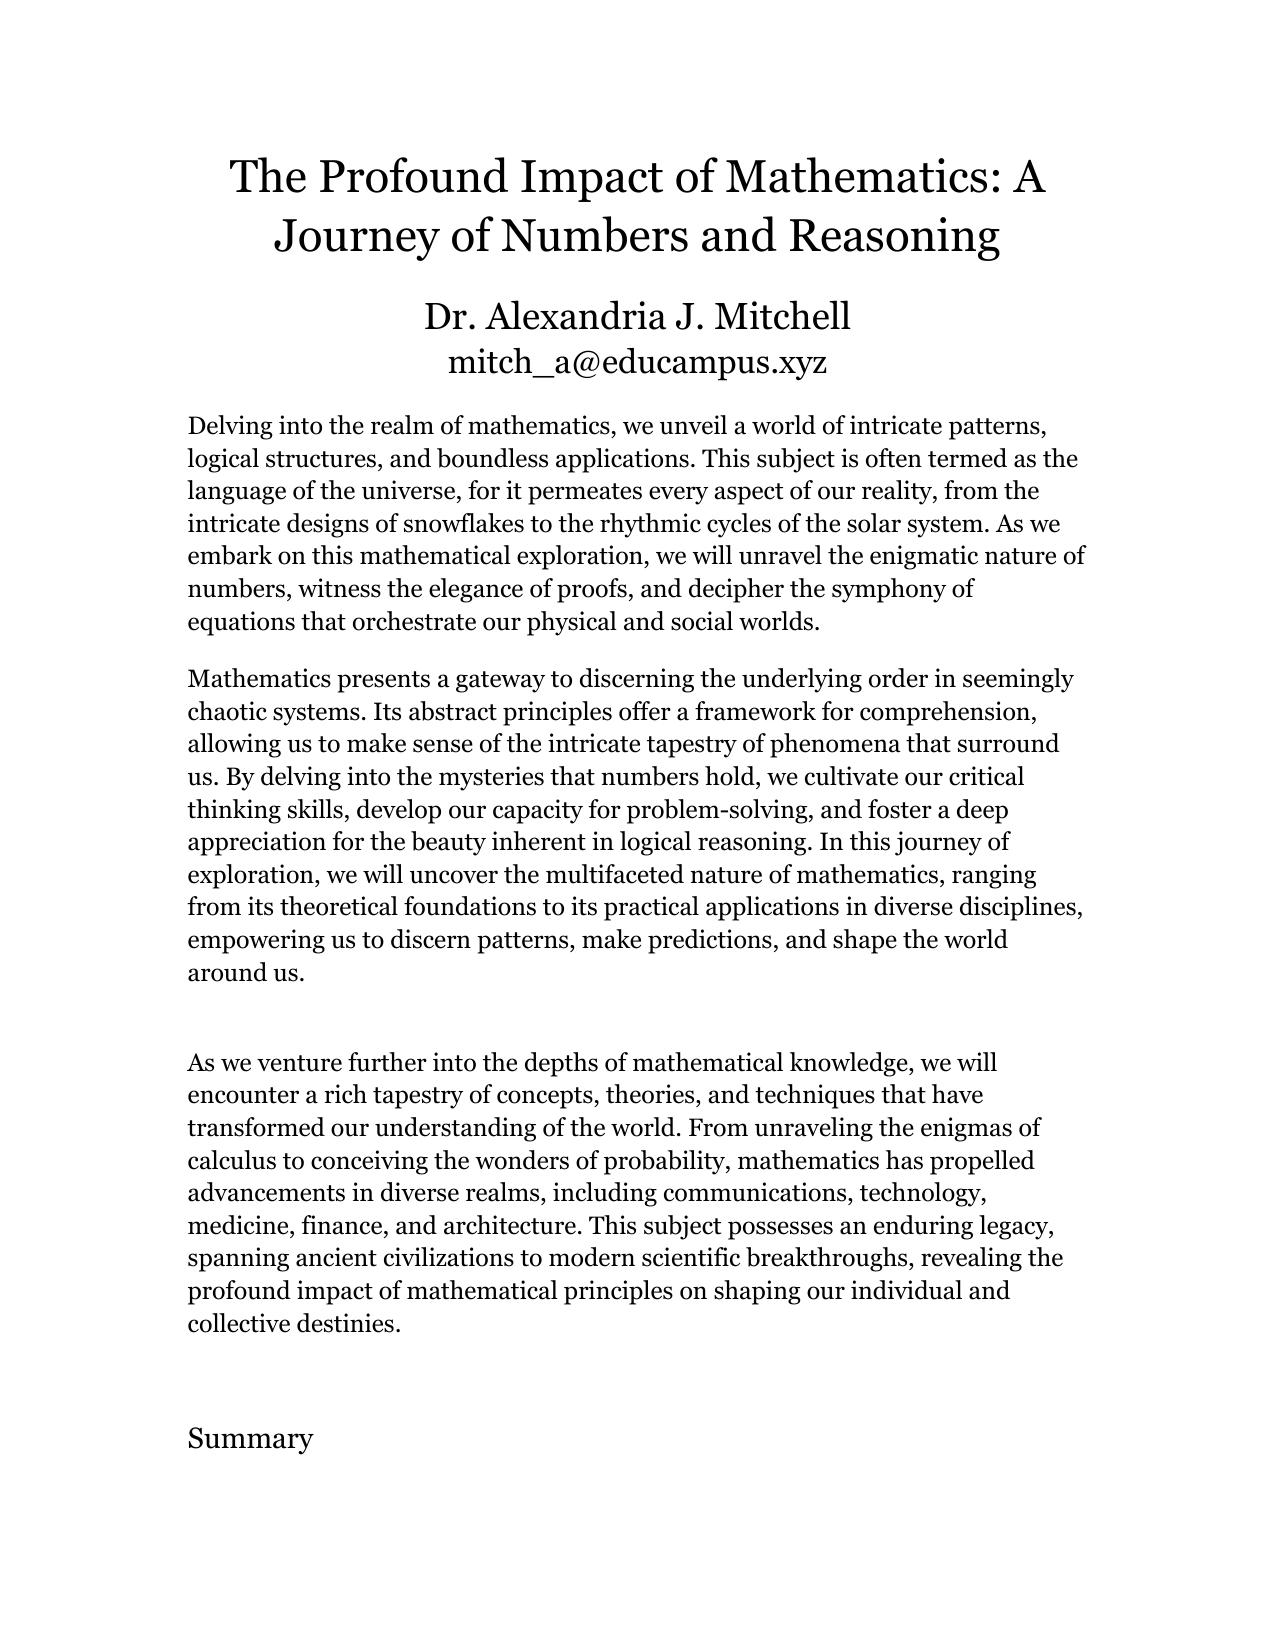 The Profound Impact of Mathematics: A
Journey of Numbers and Reasoning
Dr. Alexandria J. Mitchell
mitch_a@educampus.xyz
Delving into the realm of mathematics, we unveil a world of intricate patterns,
logical structures, and boundless applications. This subject is often termed as the
language of the universe, for it permeates every aspect of our reality, from the
intricate designs of snowflakes to the rhythmic cycles of the solar system. As we
embark on this mathematical exploration, we will unravel the enigmatic nature of
numbers, witness the elegance of proofs, and decipher the symphony of
equations that orchestrate our physical and social worlds.
Mathematics presents a gateway to discerning the underlying order in seemingly
chaotic systems. Its abstract principles offer a framework for comprehension,
allowing us to make sense of the intricate tapestry of phenomena that surround
us. By delving into the mysteries that numbers hold, we cultivate our critical
thinking skills, develop our capacity for problem-solving, and foster a deep
appreciation for the beauty inherent in logical reasoning. In this journey of
exploration, we will uncover the multifaceted nature of mathematics, ranging
from its theoretical foundations to its practical applications in diverse disciplines,
empowering us to discern patterns, make predictions, and shape the world
around us.
As we venture further into the depths of mathematical knowledge, we will
encounter a rich tapestry of concepts, theories, and techniques that have
transformed our understanding of the world. From unraveling the enigmas of
calculus to conceiving the wonders of probability, mathematics has propelled
advancements in diverse realms, including communications, technology,
medicine, finance, and architecture. This subject possesses an enduring legacy,
spanning ancient civilizations to modern scientific breakthroughs, revealing the
profound impact of mathematical principles on shaping our individual and
collective destinies.
Summary